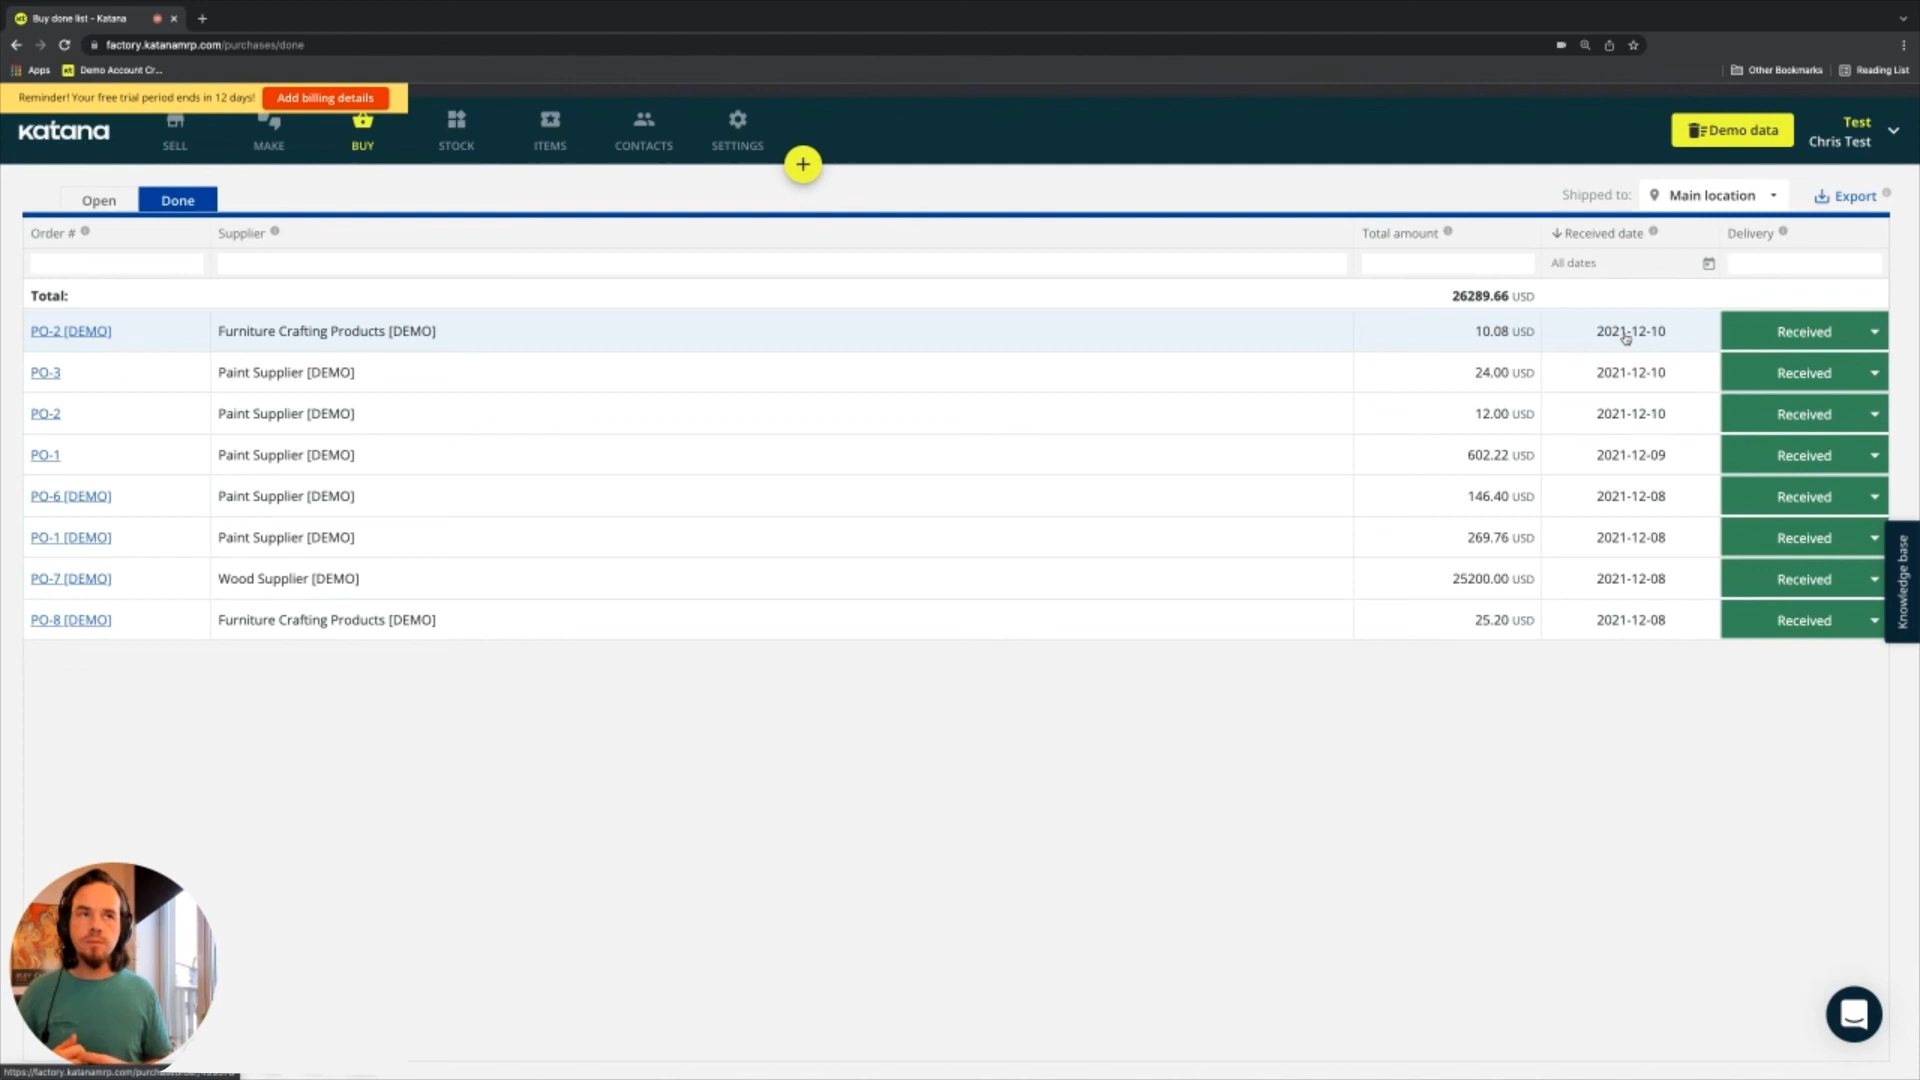 Buy done list - Katana
factory.katanamrp.com/purchases/done
Apps
Demo Account Cr...
Other Bookmarks
Reading List
Reminder! Your free trial period ends in 12 days!
Add billing details
katana
SELL
MAKE
BUY
STOCK
ITEMS
CONTACTS
SETTINGS
+
Demo data
Test
Chris Test
Open
Done
Shipped to:
Main location
Export
Order #
Supplier
Total amount
Received date
Delivery
All dates
Total:
26289.66 USD
PO-2 [DEMO]
Furniture Crafting Products [DEMO]
10.08 USD
2021-12-10
Received
PO-3
Paint Supplier [DEMO]
24.00 USD
2021-12-10
Received
PO-2
Paint Supplier [DEMO]
12.00 USD
2021-12-10
Received
PO-1
Paint Supplier [DEMO]
602.22 USD
2021-12-09
Received
PO-6 [DEMO]
Paint Supplier [DEMO]
146.40 USD
2021-12-08
Received
PO-1 [DEMO]
Paint Supplier [DEMO]
269.76 USD
2021-12-08
Received
PO-7 [DEMO]
Wood Supplier [DEMO]
25200.00 USD
2021-12-08
Received
PO-8 [DEMO]
Furniture Crafting Products [DEMO]
25.20 USD
2021-12-08
Received
Knowledge base